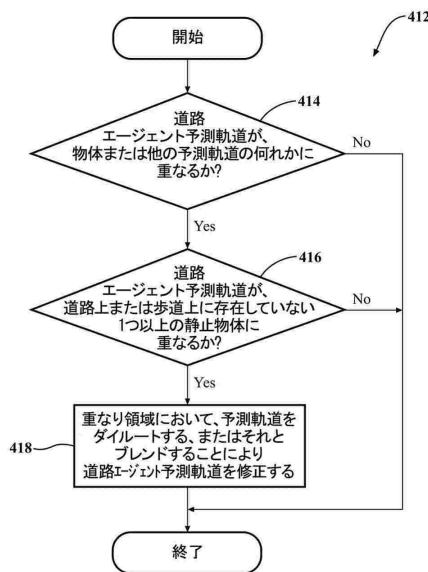 412
開始
414
道路
エージェント予測軌道が、
物体または他の予測軌道の何れかに
重なるか?
No
Yes
416
道路
エージェント予測軌道が、
道路上または歩道上に存在していない
1つ以上の静止物体に
重なるか?
No
Yes
418
重なり領域において、予測軌道を
ダイルートする、またはそれと
ブレンドすることにより
道路エージェント予測軌道を修正する
終了